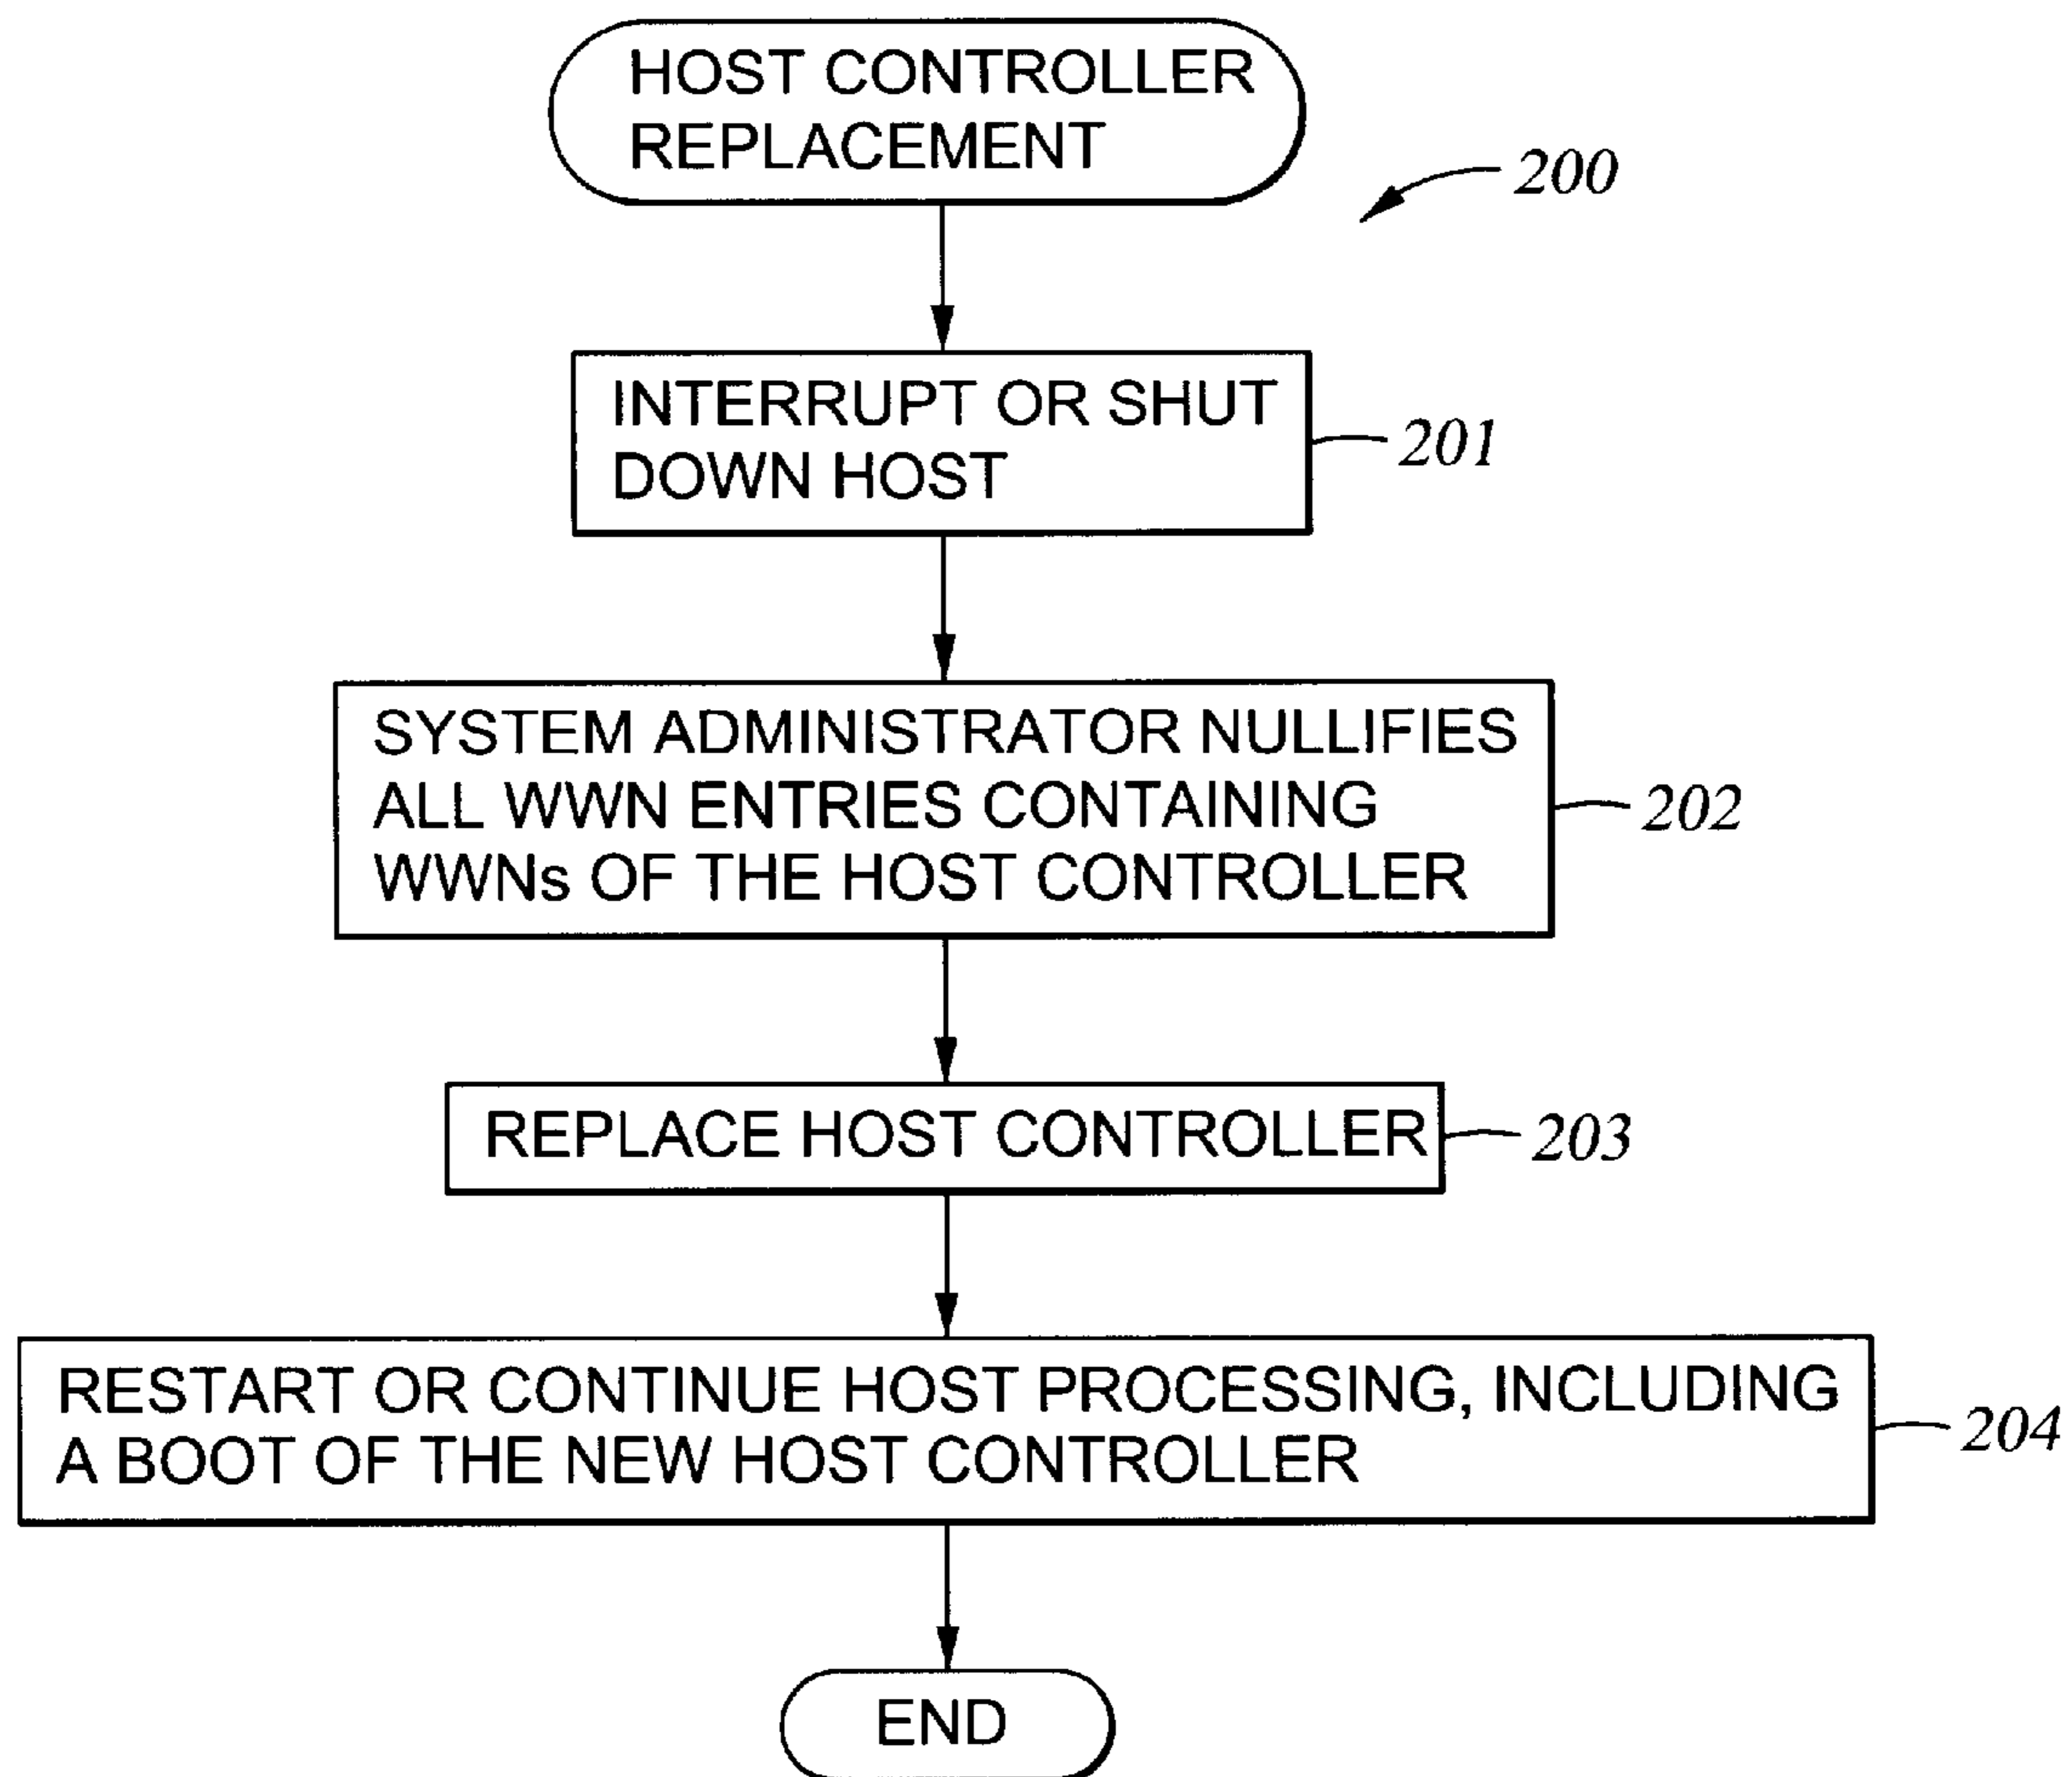 HOST CONTROLLER
REPLACEMENT
200
INTERRUPT OR SHUT
DOWN HOST
201
SYSTEM ADMINISTRATOR NULLIFIES
ALL WWN ENTRIES CONTAINING
WWNs OF THE HOST CONTROLLER
202
REPLACE HOST CONTROLLER
203
RESTART OR CONTINUE HOST PROCESSING, INCLUDING
A BOOT OF THE NEW HOST CONTROLLER
204
END